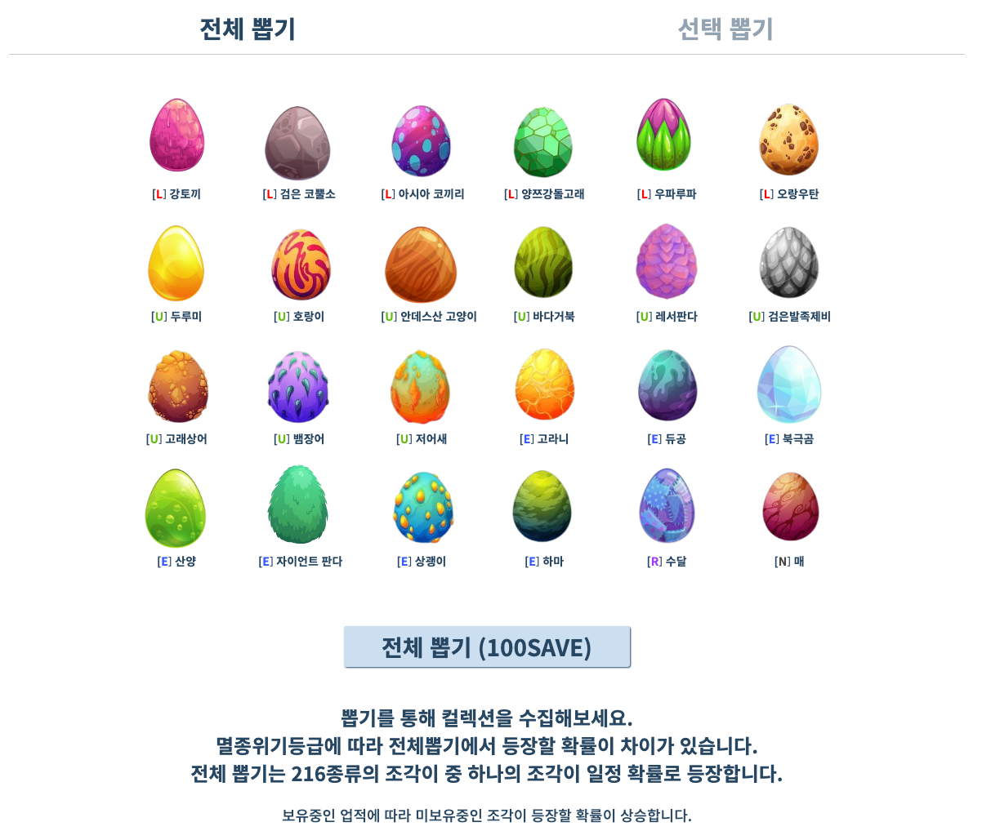 전체 뽑기 선택 뽑기
[L] 강토끼 [L] 검은 코뿔소 [L] 아시아 코끼리 [L] 양쯔강돌고래 [L] 우파루파 [L] 오랑우탄
[U] 두루미 [U] 호랑이 [U] 안데스산 고양이 [U] 바다거북 [U] 레서판다 [U] 검은발족제비
[U] 고래상어 [U] 뱀장어 [U] 저어새 [E] 고라니 [E] 듀공 [E] 북극곰
[E] 산양 [E] 자이언트 판다 [E] 상괭이 [E] 하마 [R] 수달 [N] 매
전체 뽑기 (100SAVE)
뽑기를 통해 컬렉션을 수집해보세요.
멸종위기등급에 따라 전체뽑기에서 등장할 확률이 차이가 있습니다.
전체 뽑기는 216종류의 조각이 중 하나의 조각이 일정 확률로 등장합니다.
보유중인 업적에 따라 미보유중인 조각이 등장할 확률이 상승합니다.